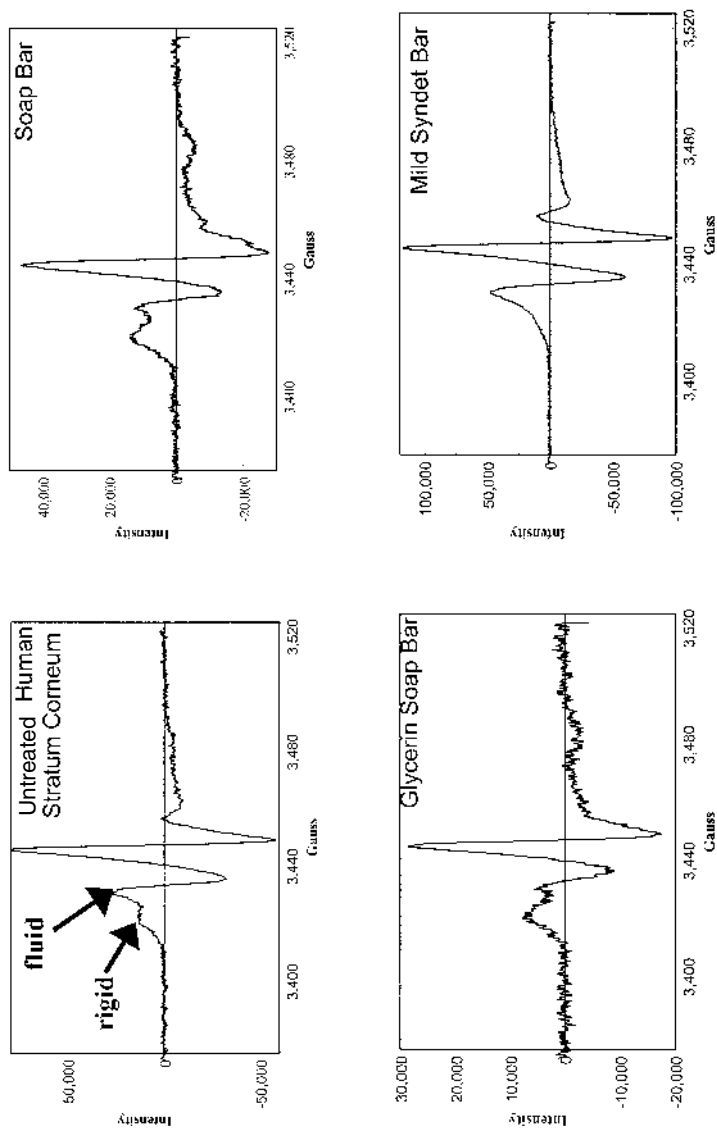 Untreated Human
Stratum Corneum
fluid
rigid
50,000
0
-50,000
Intensity
3,400
3,440
3,480
3,520
Gauss
Soap Bar
40,000
20,000
0
-20,000
Intensity
3,400
3,440
3,480
3,520
Gauss
Glycerin Soap Bar
30,000
20,000
10,000
0
-10,000
-20,000
Intensity
3,400
3,440
3,480
3,520
Gauss
Mild Syndet Bar
100,000
50,000
0
-50,000
-100,000
Intensity
3,400
3,440
3,480
3,520
Gauss